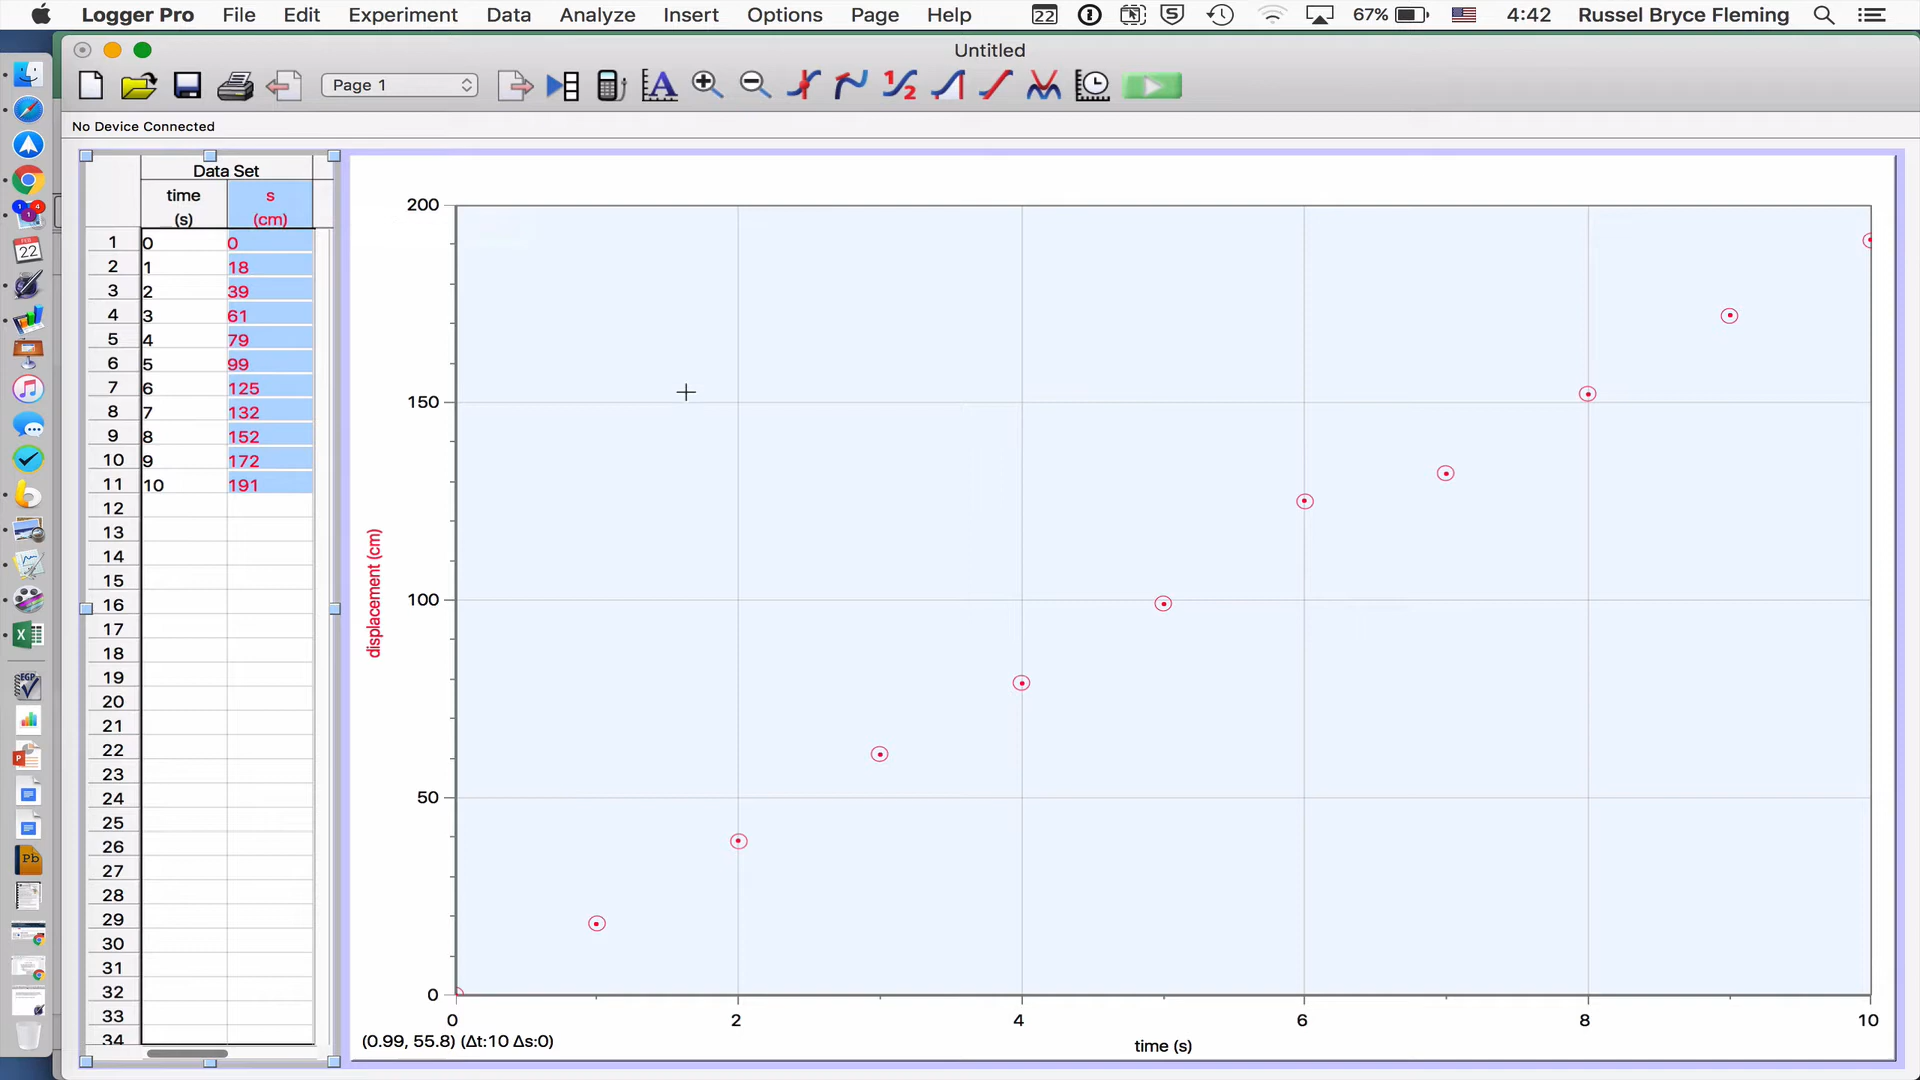 Logger Pro File Edit Experiment Data Analyze Insert Options Page Help 22 67% 4:42 Russel Bryce Fleming
Untitled
Page 1
No Device Connected
Data Set
time s
(s) (cm)
1 0 0
2 1 18
3 2 39
4 3 61
5 4 79
6 5 99
7 6 125
8 7 132
9 8 152
10 9 172
11 10 191
12
13
14
15
16
17
18
19
20
21
22
23
24
25
26
27
28
29
30
31
32
33
34
200
150
100
50
0
displacement (cm)
0 2 4 6 8 10
(0.99, 55.8) (Δt:10 Δs:0)
time (s)
FEB
22
EGP
P
Pb